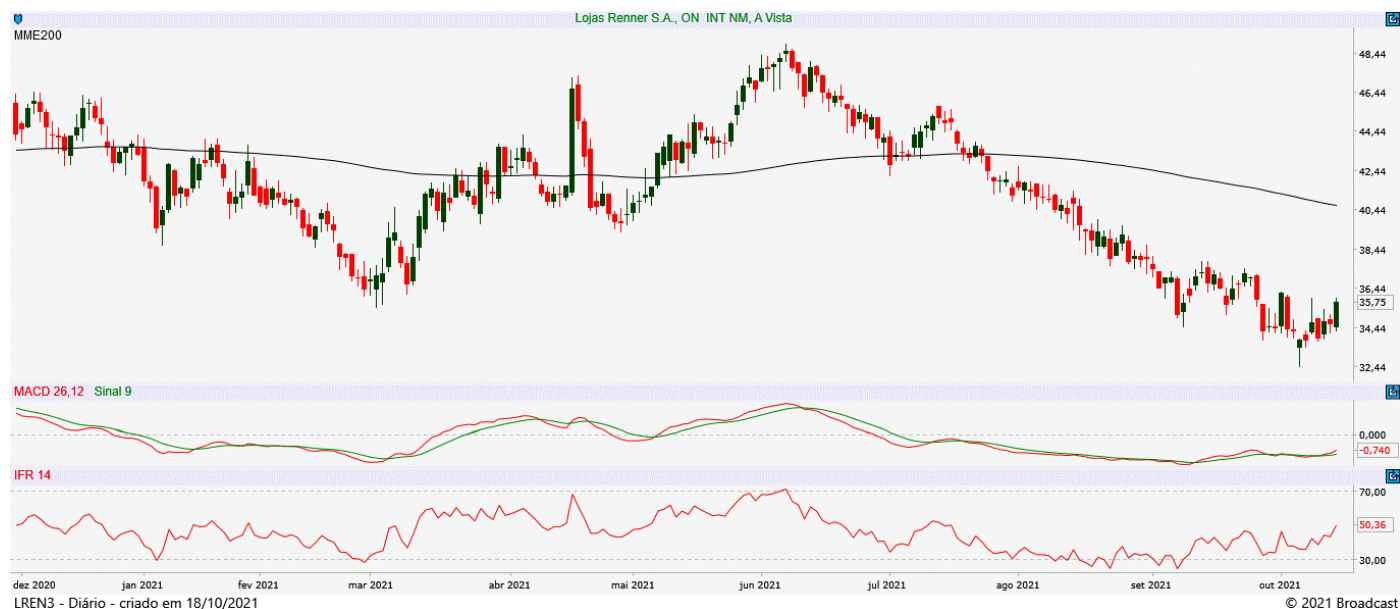 Lojas Renner S.A., ON INT NM, A Vista
MME200
48,44
46,44
44,44
42,44
40,44
38,44
36,44
35,75
34,44
32,44
MACD 26,12 Sinal 9
0,000
-0,740
IFR 14
70,00
50,36
30,00
dez 2020 jan 2021 fev 2021 mar 2021 abr 2021 mai 2021 jun 2021 jul 2021 ago 2021 set 2021 out 2021
LREN3 - Diário - criado em 18/10/2021 © 2021 Broadcast